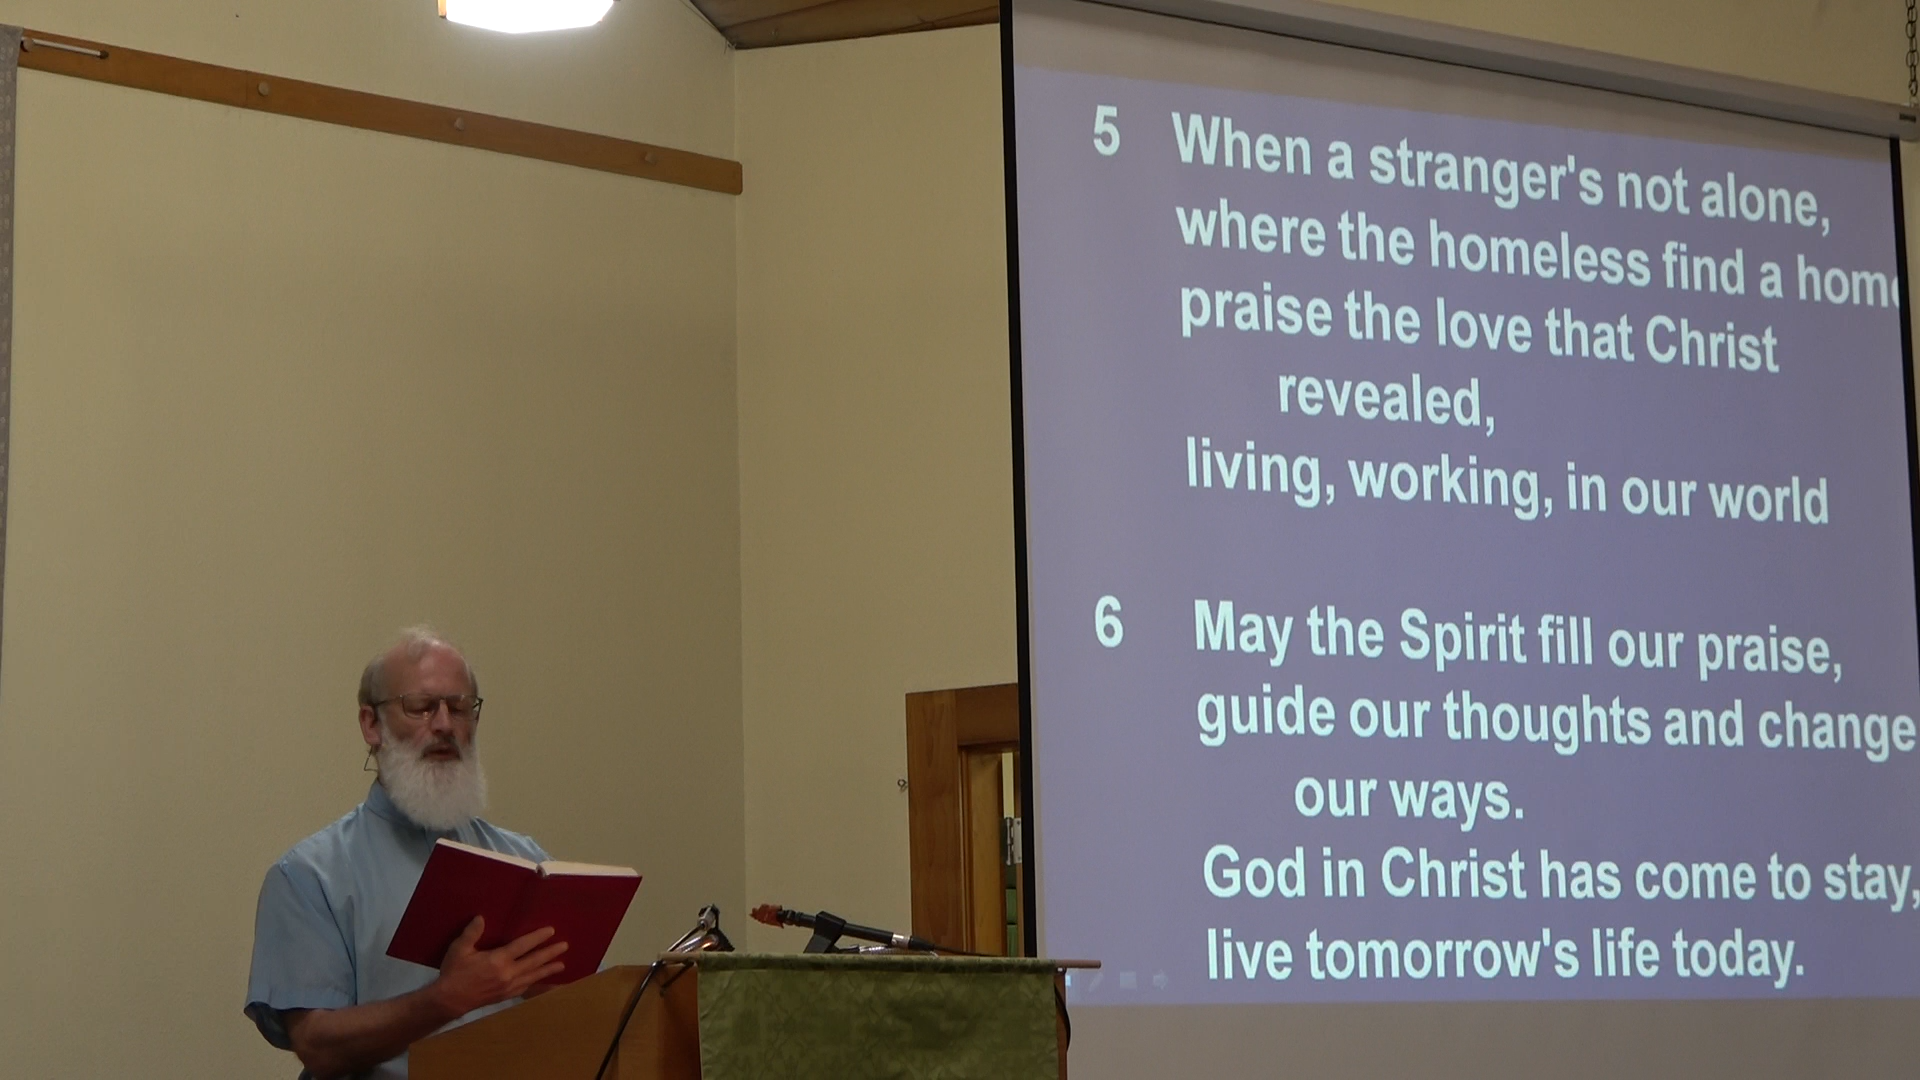 5 When a stranger's not alone,
where the homeless find a home
praise the love that Christ
revealed,
living, working, in our world
6 May the Spirit fill our praise,
guide our thoughts and change
our ways.
God in Christ has come to stay,
live tomorrow's life today.